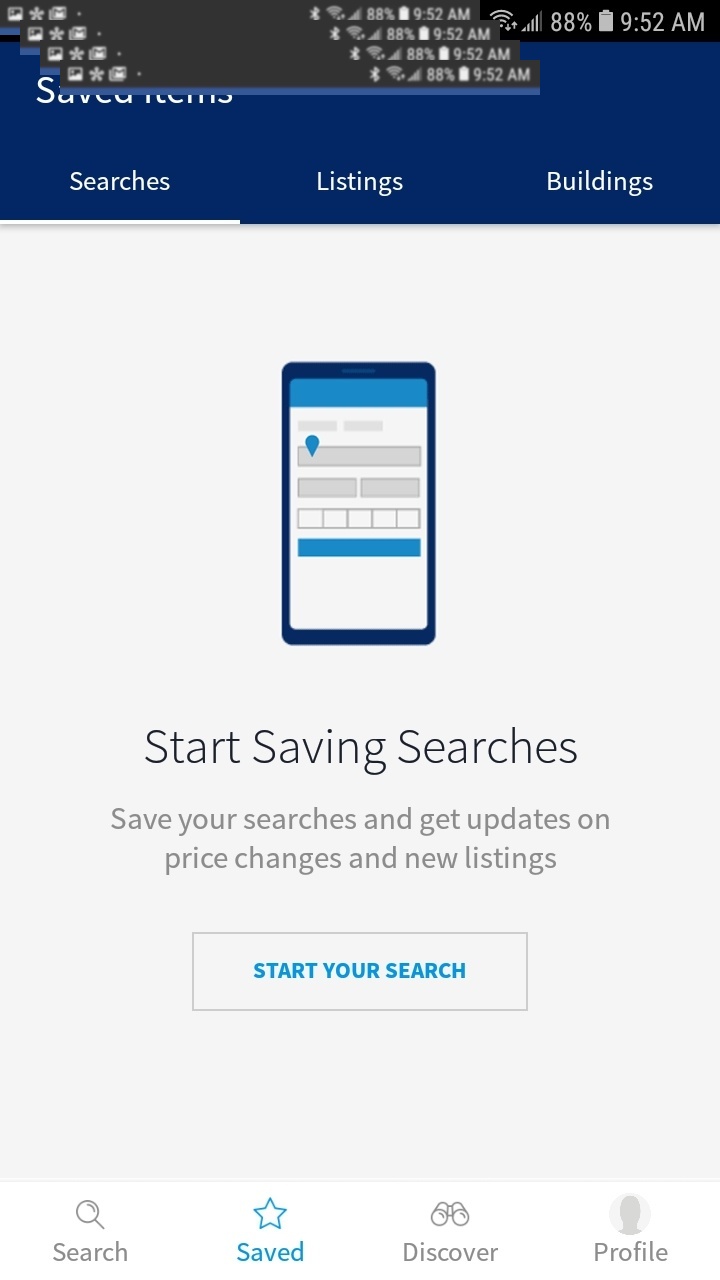 88% 9:52 AM
88% 9:52 AM
88% 9:52 AM
88% 9:52 AM
88% 9:52 AM
Saved Items
Searches Listings Buildings
Start Saving Searches
Save your searches and get updates on
price changes and new listings
START YOUR SEARCH
Search Saved Discover Profile